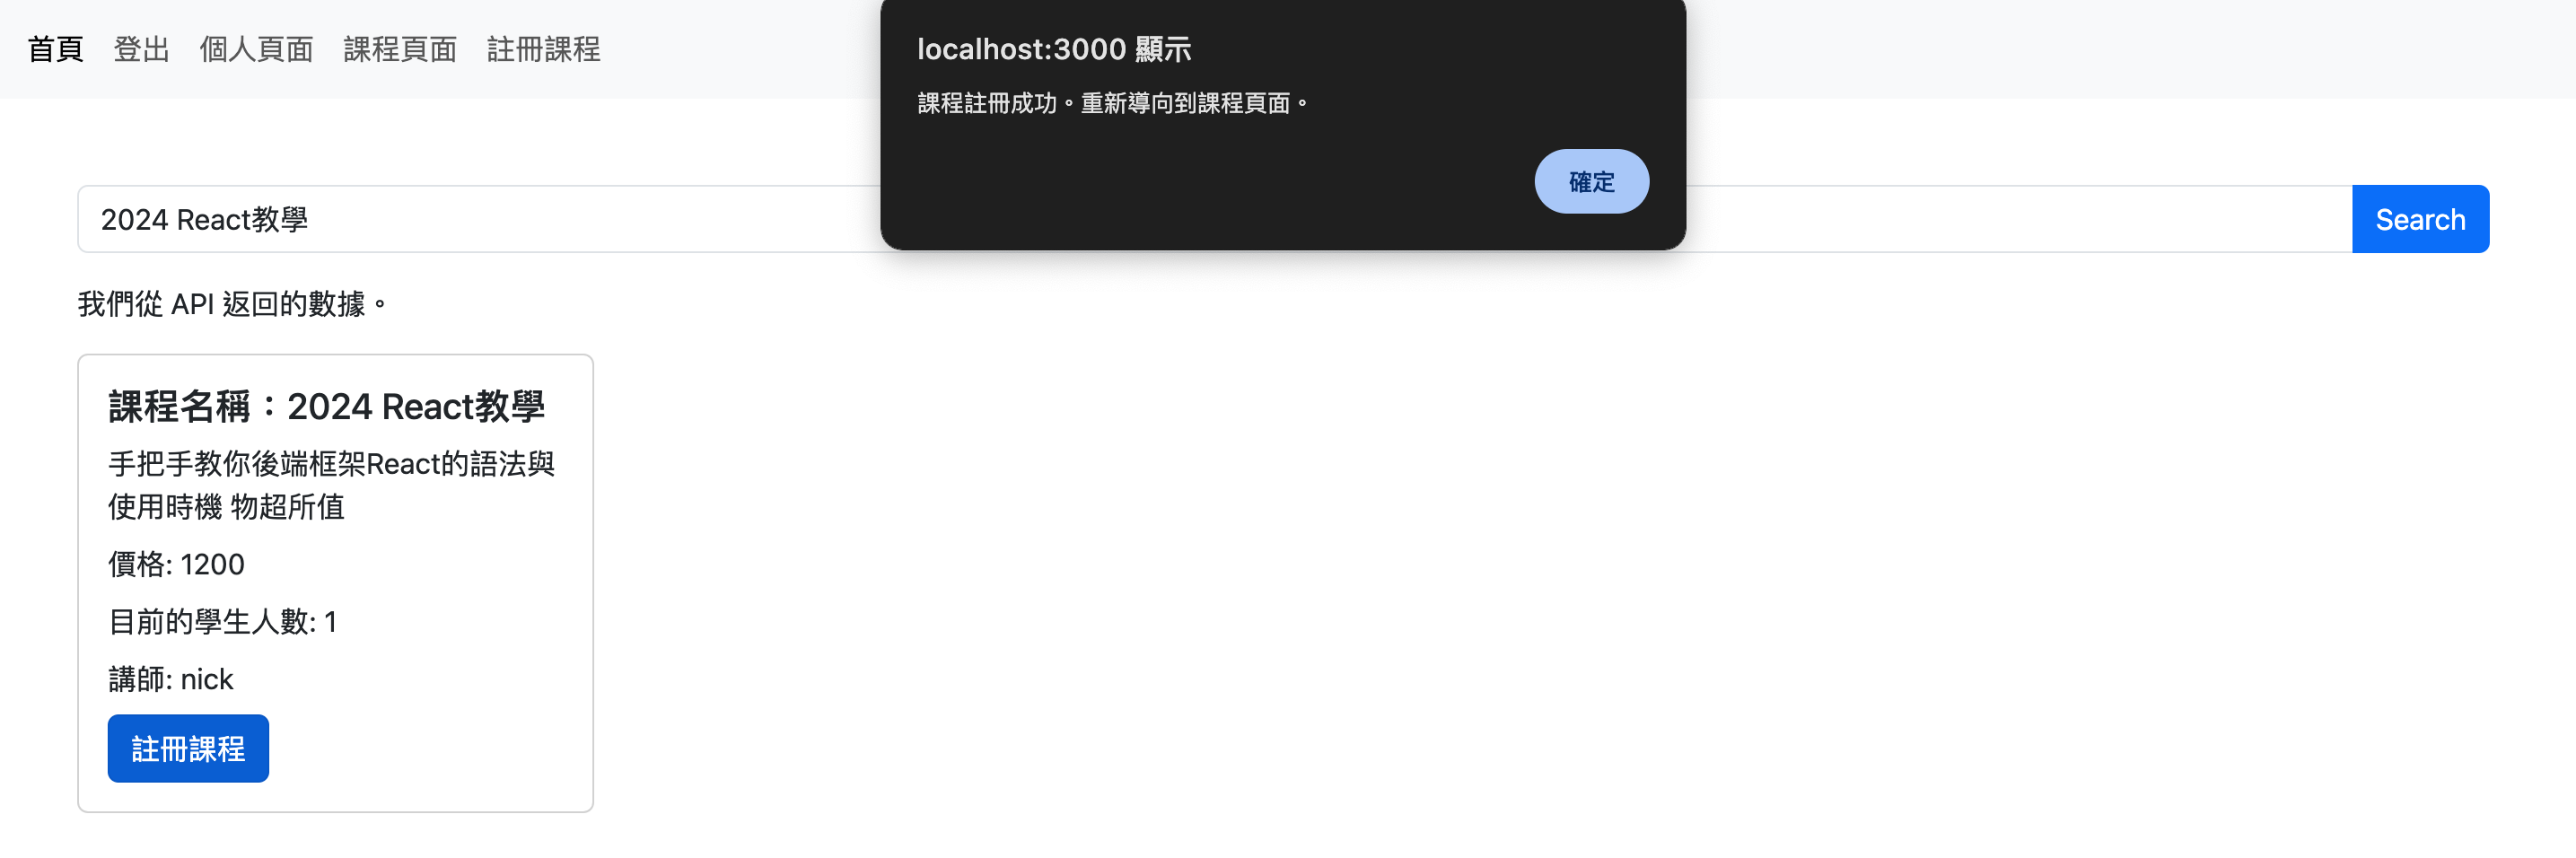 首頁 登出 個人頁面 課程頁面 註冊課程
localhost:3000 顯示
課程註冊成功。重新導向到課程頁面。
確定
2024 React教學
Search
我們從 API 返回的數據。
課程名稱：2024 React教學
手把手教你後端框架React的語法與
使用時機 物超所值
價格: 1200
目前的學生人數: 1
講師: nick
註冊課程